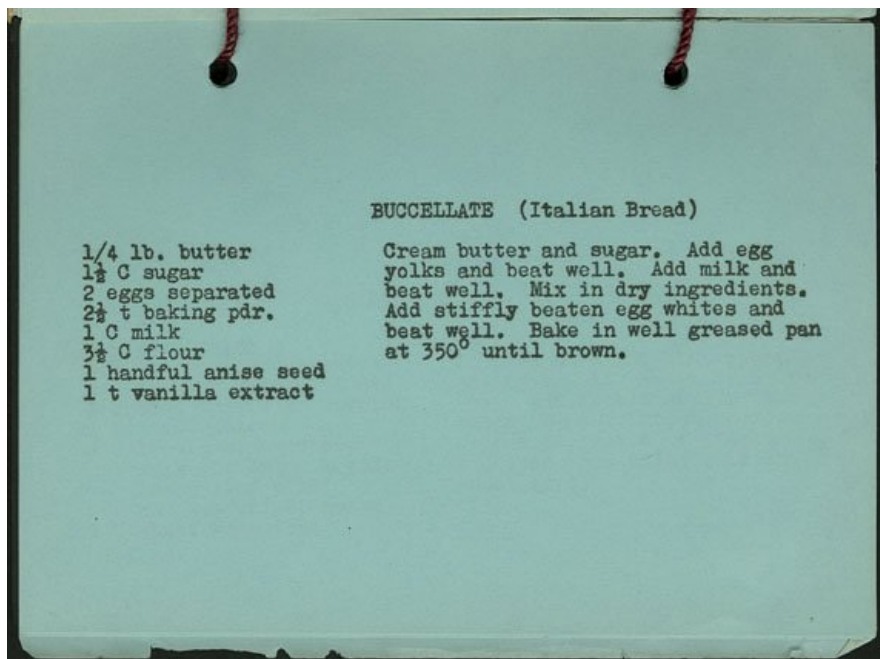 BUCCELLATE (Italian Bread)
1/4 lb. butter
1½ C sugar
2 eggs separated
2½ t baking pdr.
1 C milk
3½ C flour
1 handful anise seed
1 t vanilla extract
Cream butter and sugar. Add egg
yolks and beat well. Add milk and
beat well. Mix in dry ingredients.
Add stiffly beaten egg whites and
beat well. Bake in well greased pan
at 350° until brown.